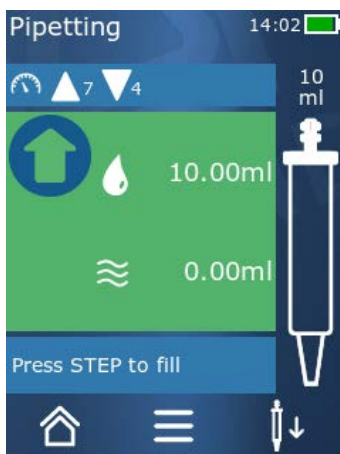 Pipetting 14:02
7 4
10
ml
10.00ml
0.00ml
Press STEP to fill